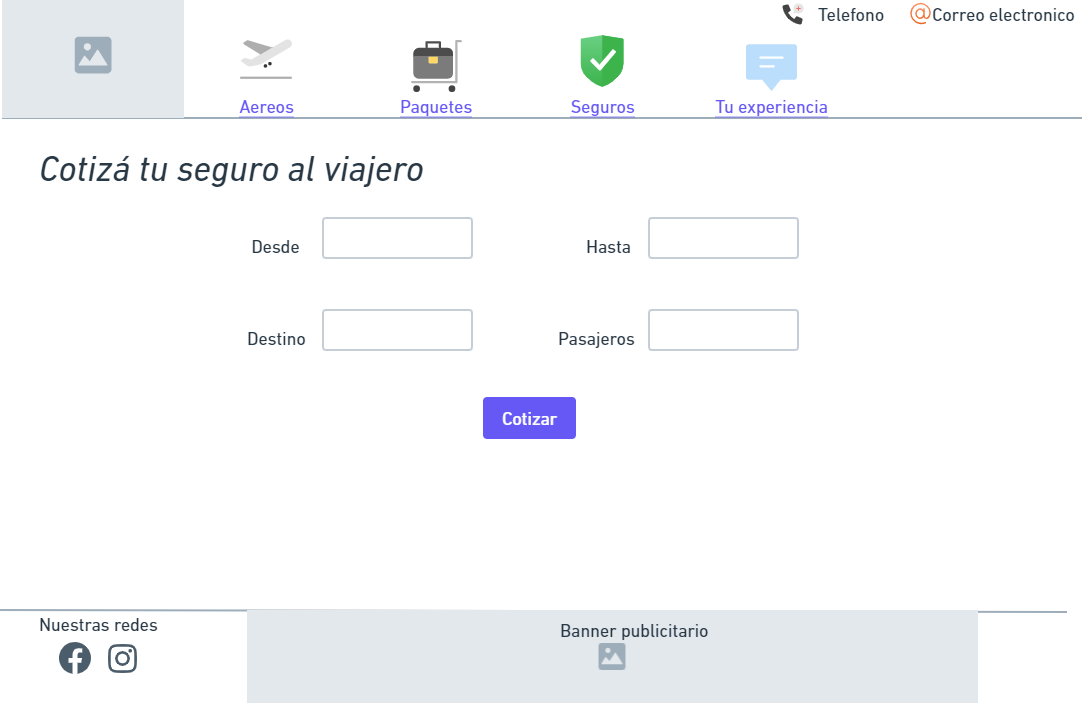 Telefono @Correo electronico
Aereos Paquetes Seguros Tu experiencia
Cotizá tu seguro al viajero
Desde Hasta
Destino Pasajeros
Cotizar
Nuestras redes
Banner publicitario